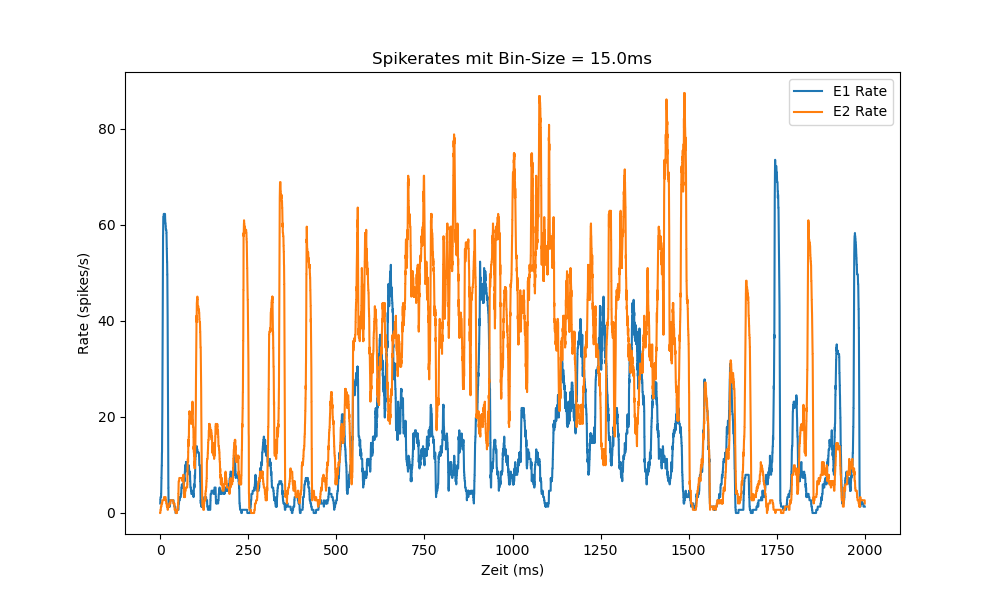 Spikerates mit Bin-Size = 15.0ms
E1 Rate
E2 Rate
Rate (spikes/s)
80
60
40
20
0
0 250 500 750 1000 1250 1500 1750 2000
Zeit (ms)